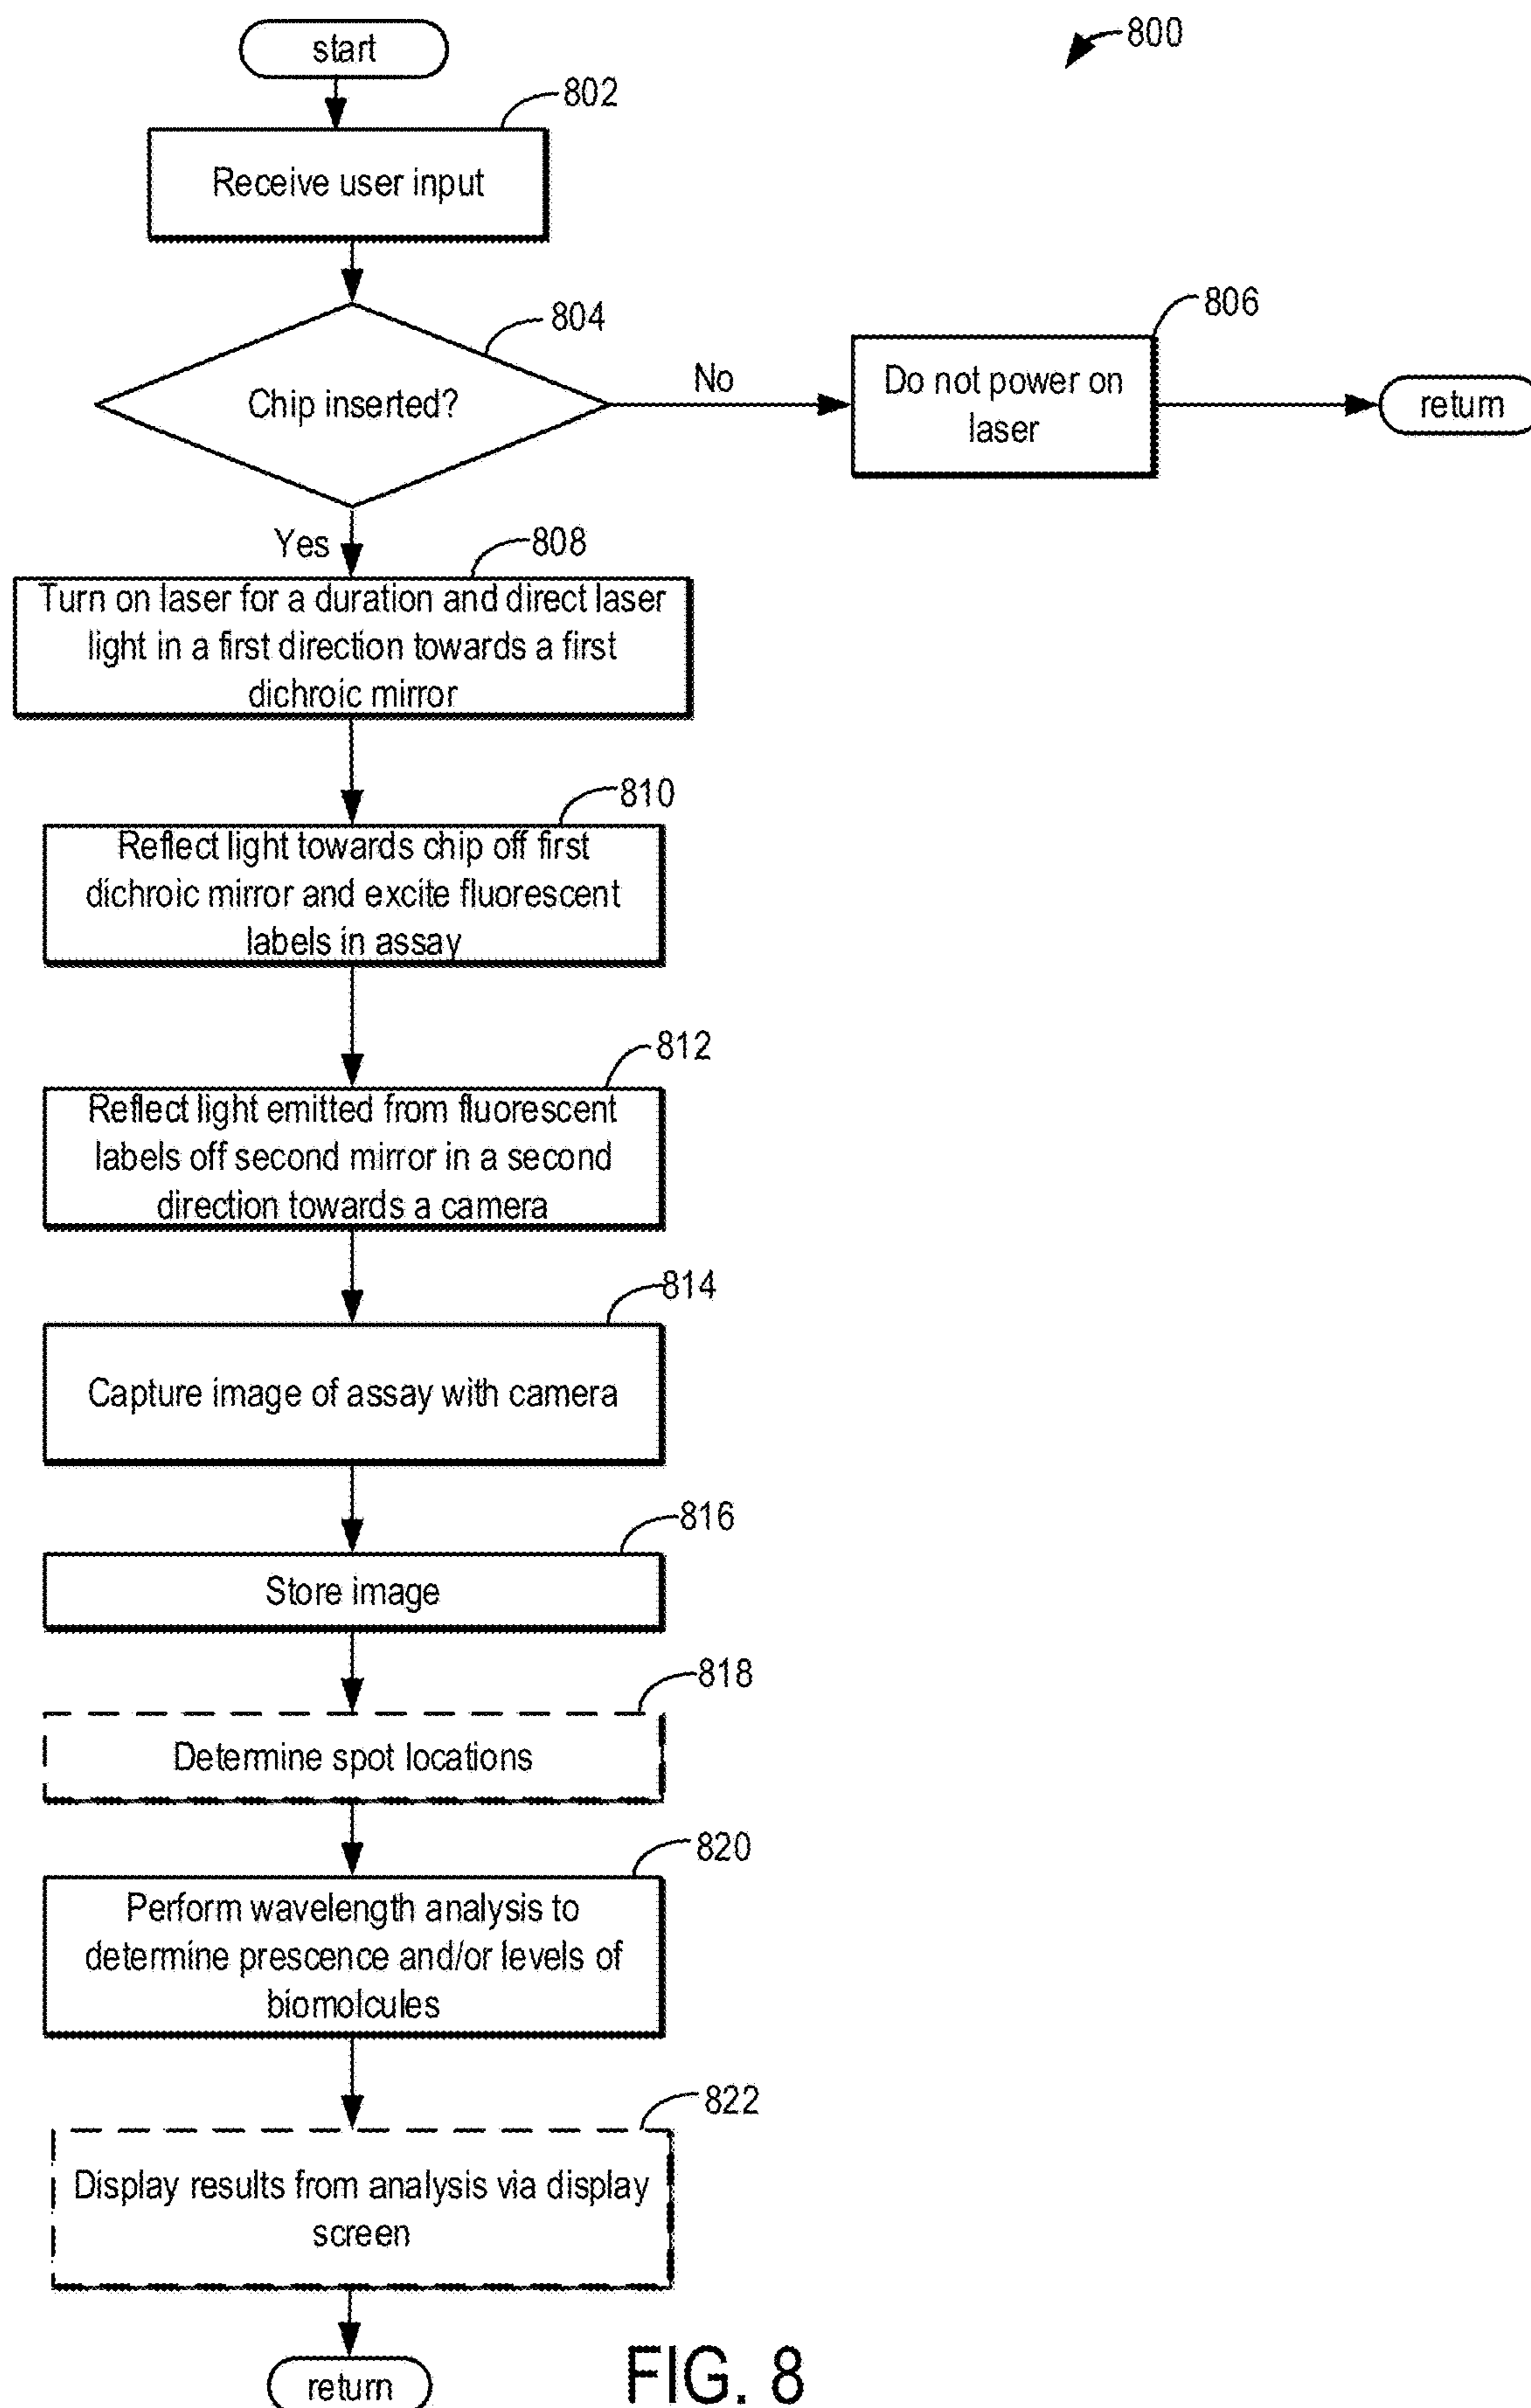 start
800
802
Receive user input
804
Chip inserted?
No
806
Do not power on
laser
return
Yes
808
Turn on laser for a duration and direct laser
light in a first direction towards a first
dichroic mirror
810
Reflect light towards chip off first
dichroic mirror and excite fluorescent
labels in assay
812
Reflect light emitted from fluorescent
labels off second mirror in a second
direction towards a camera
814
Capture image of assay with camera
816
Store image
818
Determine spot locations
820
Perform wavelength analysis to
determine prescence and/or levels of
biomolcules
822
Display results from analysis via display
screen
return
FIG. 8